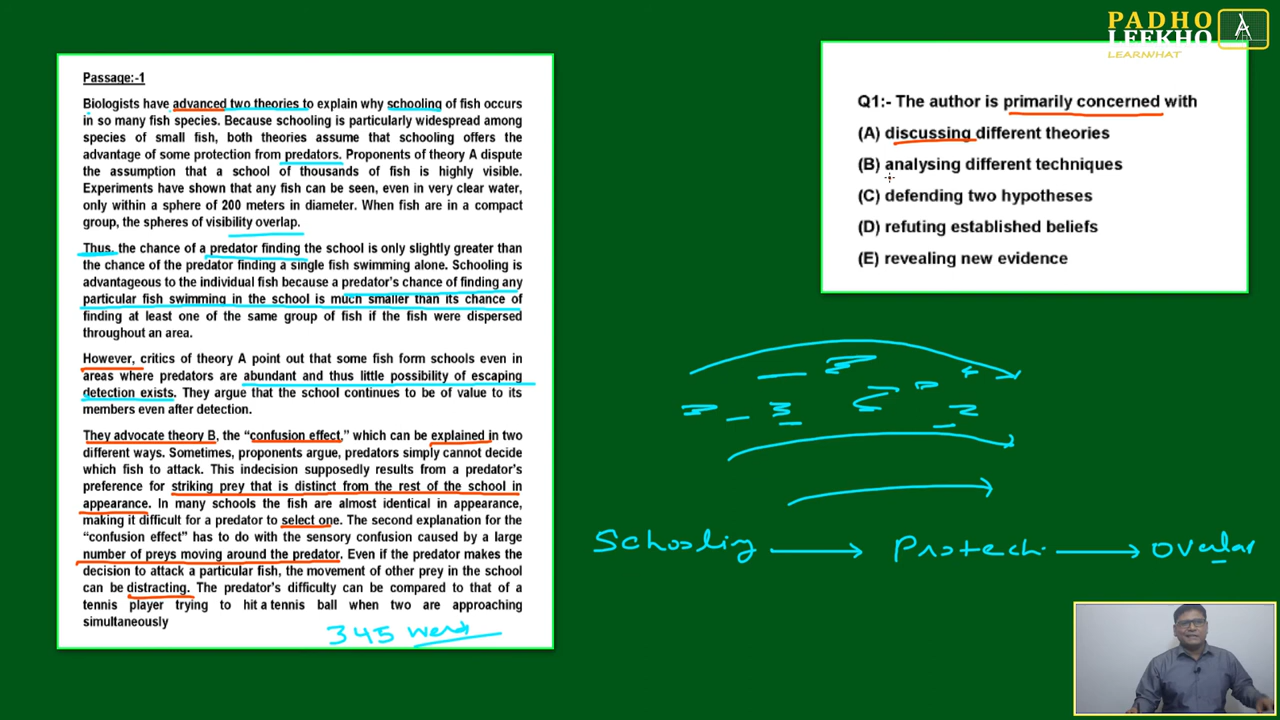 PADHO
LEEKHO
LEARNWHAT
Passage:-1
Biologists have advanced two theories to explain why schooling of fish occurs
in so many fish species. Because schooling is particularly widespread among
species of small fish, both theories assume that schooling offers the
advantage of some protection from predators. Proponents of theory A dispute
the assumption that a school of thousands of fish is highly visible.
Experiments have shown that any fish can be seen, even in very clear water,
only within a sphere of 200 meters in diameter. When fish are in a compact
group, the spheres of visibility overlap.
Thus, the chance of a predator finding the school is only slightly greater than
the chance of the predator finding a single fish swimming alone. Schooling is
advantageous to the individual fish because a predator's chance of finding any
particular fish swimming in the school is much smaller than its chance of
finding at least one of the same group of fish if the fish were dispersed
throughout an area.
However, critics of theory A point out that some fish form schools even in
areas where predators are abundant and thus little possibility of escaping
detection exists. They argue that the school continues to be of value to its
members even after detection.
They advocate theory B, the “confusion effect,” which can be explained in two
different ways. Sometimes, proponents argue, predators simply cannot decide
which fish to attack. This indecision supposedly results from a predator's
preference for striking prey that is distinct from the rest of the school in
appearance. In many schools the fish are almost identical in appearance,
making it difficult for a predator to select one. The second explanation for the
“confusion effect” has to do with the sensory confusion caused by a large
number of preys moving around the predator. Even if the predator makes the
decision to attack a particular fish, the movement of other prey in the school
can be distracting. The predator's difficulty can be compared to that of a
tennis player trying to hit a tennis ball when two are approaching
simultaneously
345
Q1:- The author is primarily concerned with
(A) discussing different theories
(B) analysing different techniques
(C) defending two hypotheses
(D) refuting established beliefs
(E) revealing new evidence
Schooling Protech